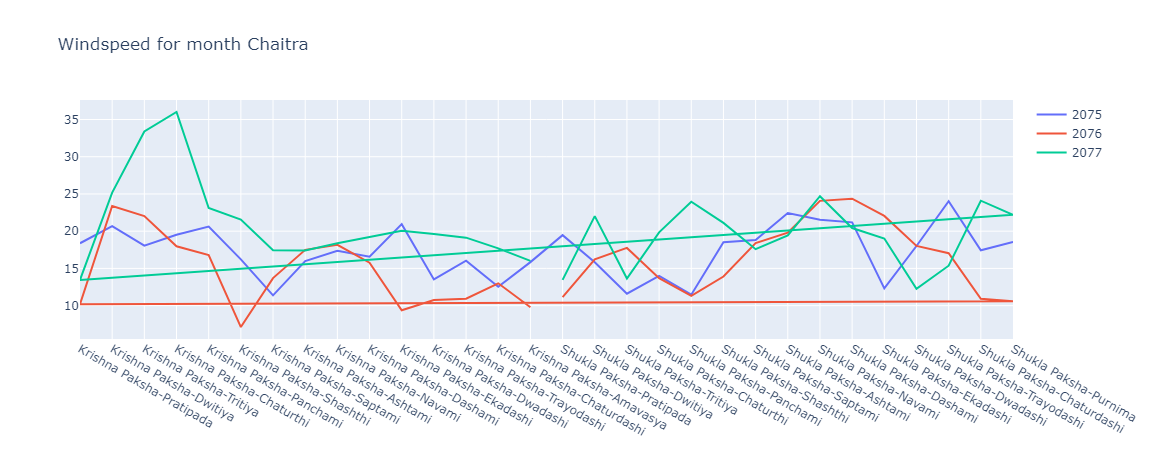 Windspeed for month Chaitra
2075
2076
2077
35
30
25
20
15
10
Krishna Paksha-Pratipada
Krishna Paksha-Dwitiya
Krishna Paksha-Tritiya
Krishna Paksha-Chaturthi
Krishna Paksha-Panchami
Krishna Paksha-Shashthi
Krishna Paksha-Saptami
Krishna Paksha-Ashtami
Krishna Paksha-Navami
Krishna Paksha-Dashami
Krishna Paksha-Ekadashi
Krishna Paksha-Dwadashi
Krishna Paksha-Trayodashi
Krishna Paksha-Chaturdashi
Krishna Paksha-Amavasya
Shukla Paksha-Pratipada
Shukla Paksha-Dwitiya
Shukla Paksha-Tritiya
Shukla Paksha-Chaturthi
Shukla Paksha-Panchami
Shukla Paksha-Shashthi
Shukla Paksha-Saptami
Shukla Paksha-Ashtami
Shukla Paksha-Navami
Shukla Paksha-Dashami
Shukla Paksha-Ekadashi
Shukla Paksha-Dwadashi
Shukla Paksha-Trayodashi
Shukla Paksha-Chaturdashi
Shukla Paksha-Purnima